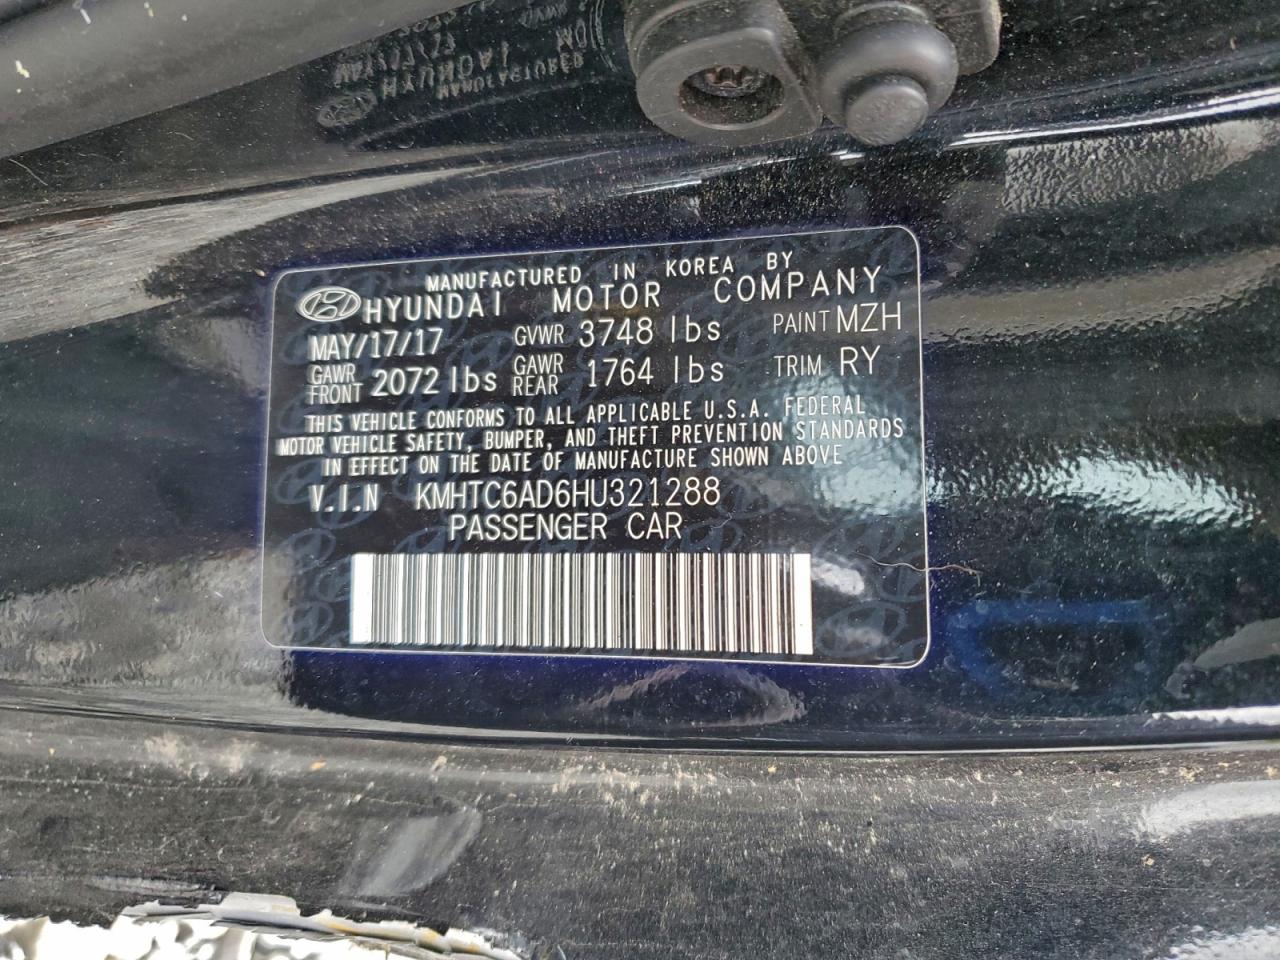 MANUFACTURED IN KOREA BY
HYUNDAI MOTOR COMPANY
MAY/17/17 GVWR 3748 lbs PAINT MZH
GAWR FRONT 2072 lbs GAWR REAR 1764 lbs TRIM RY
THIS VEHICLE CONFORMS TO ALL APPLICABLE U.S.A. FEDERAL
MOTOR VEHICLE SAFETY, BUMPER, AND THEFT PREVENTION STANDARDS
IN EFFECT ON THE DATE OF MANUFACTURE SHOWN ABOVE
V.I.N KMHTC6AD6HU321288
PASSENGER CAR